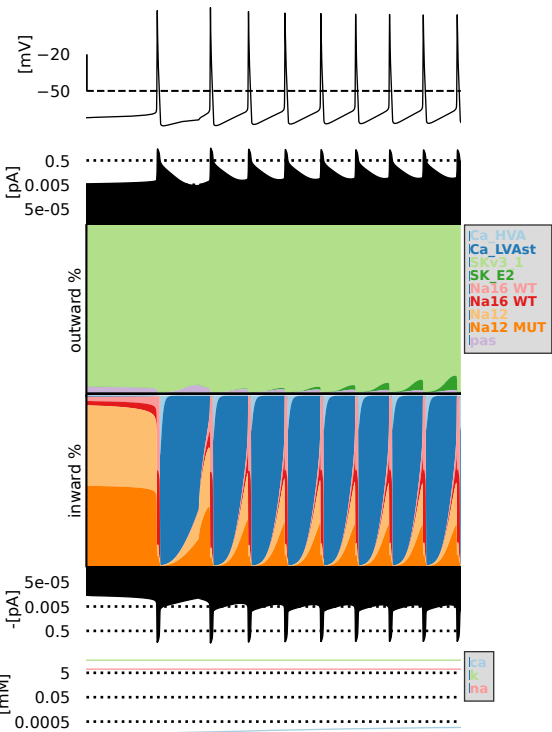 [mV]
−20
−50
[pA]
0.5
0.005
5e-05
outward %
Ca_HVA
Ca_LVAst
SKv3_1
SK_E2
Na16 WT
Na16 WT
Na12
Na12 MUT
pas
inward %
-[pA]
5e-05
0.005
0.5
[mM]
5
0.05
0.0005
ca
k
na